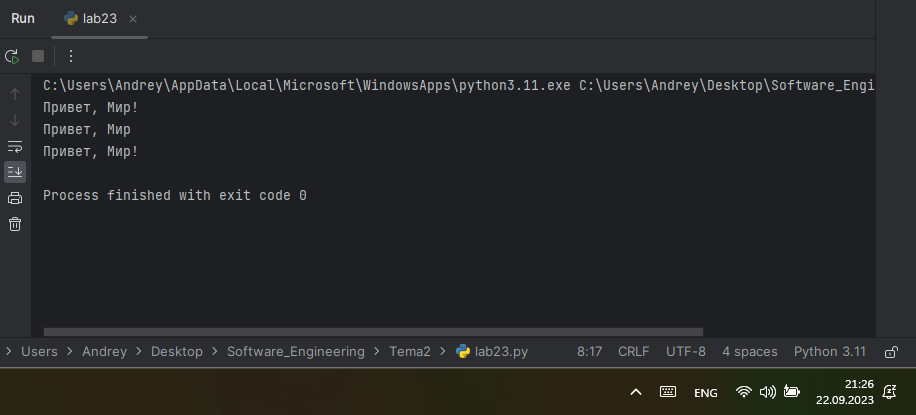 Run lab23
C:\Users\Andrey\AppData\Local\Microsoft\WindowsApps\python3.11.exe C:\Users\Andrey\Desktop\Software_Engi
Привет, Мир!
Привет, Мир
Привет, Мир!
Process finished with exit code 0
Users Andrey Desktop Software_Engineering Tema2 lab23.py 8:17 CRLF UTF-8 4 spaces Python 3.11
ENG 21:26
22.09.2023